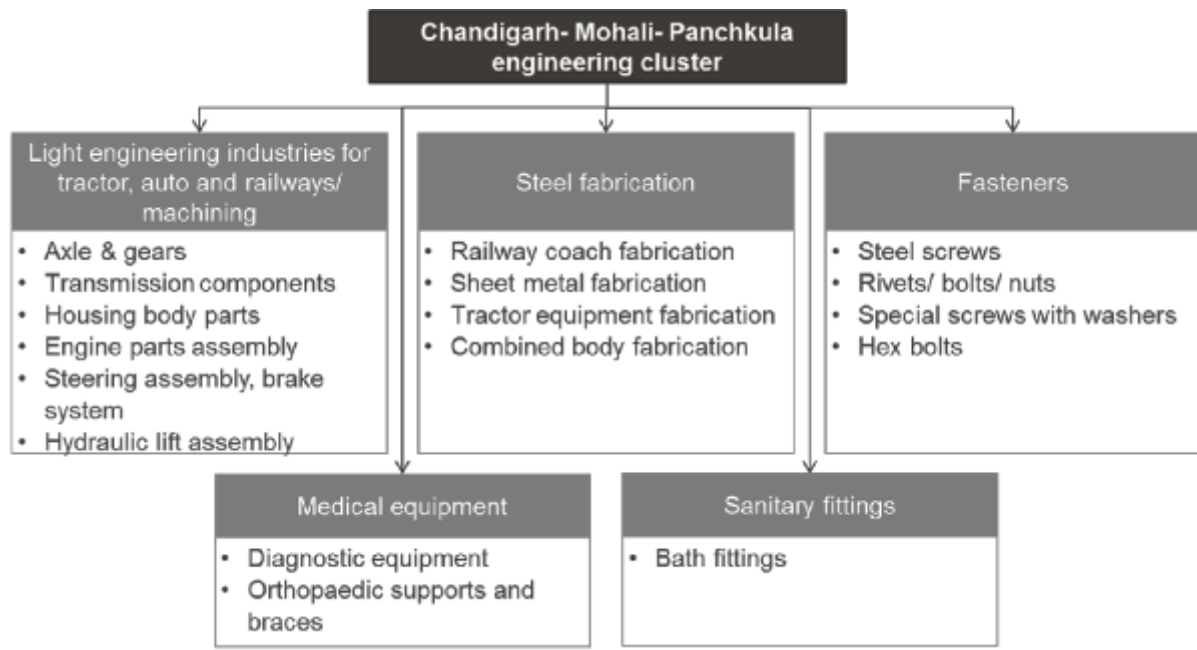 Chandigarh- Mohali- Panchkula
engineering cluster
Light engineering industries for
tractor, auto and railways/
machining
• Axle & gears
• Transmission components
• Housing body parts
• Engine parts assembly
• Steering assembly, brake
system
• Hydraulic lift assembly
Steel fabrication
• Railway coach fabrication
• Sheet metal fabrication
• Tractor equipment fabrication
• Combined body fabrication
Fasteners
• Steel screws
• Rivets/ bolts/ nuts
• Special screws with washers
• Hex bolts
Medical equipment
• Diagnostic equipment
• Orthopaedic supports and
braces
Sanitary fittings
• Bath fittings